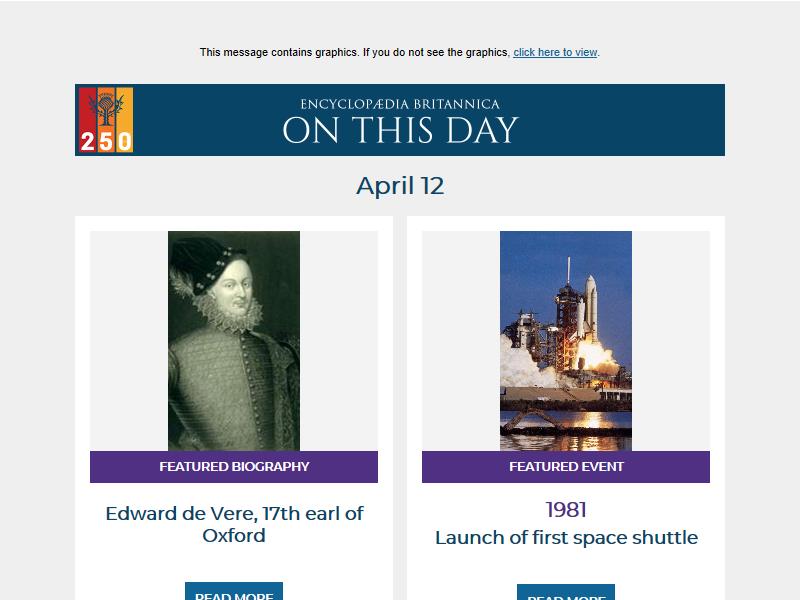 This message contains graphics. If you do not see the graphics, click here to view.
250
ENCYCLOPÆDIA BRITANNICA
ON THIS DAY
April 12
FEATURED BIOGRAPHY
Edward de Vere, 17th earl of
Oxford
READ MORE
FEATURED EVENT
1981
Launch of first space shuttle
READ MORE